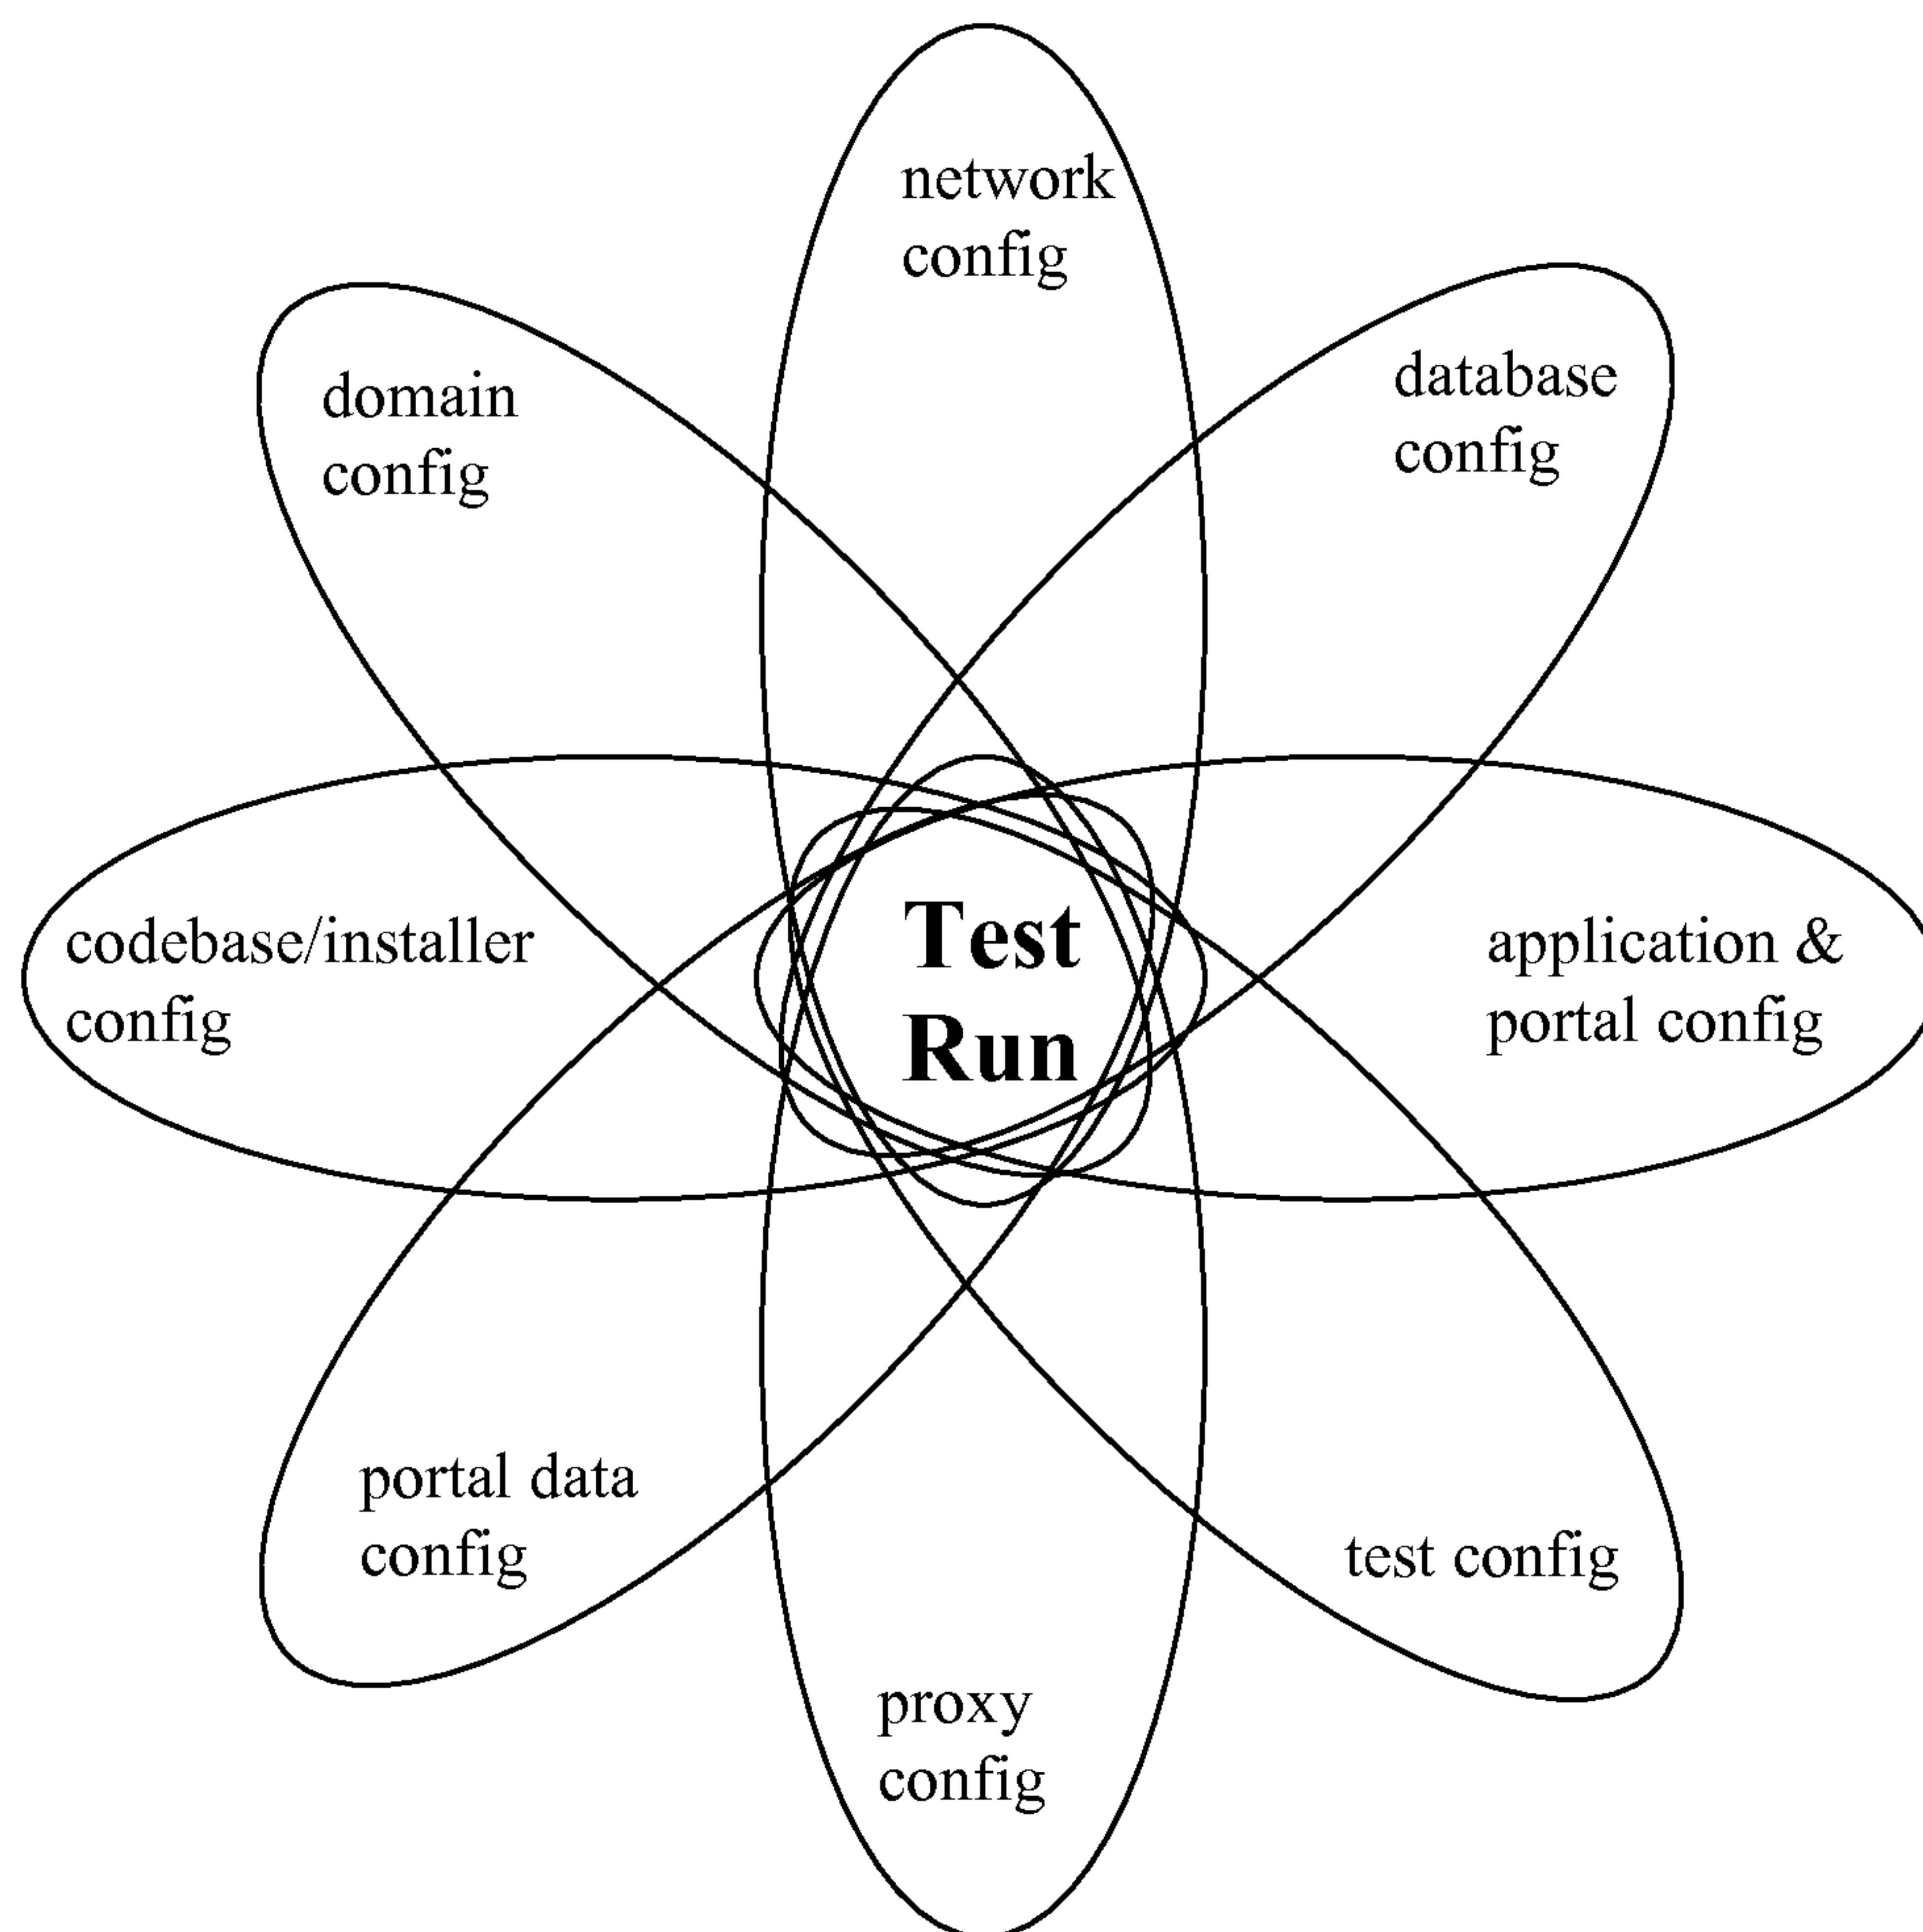 network
config
domain
config
database
config
codebase/installer
config
Test
Run
application &
portal config
portal data
config
test config
proxy
config